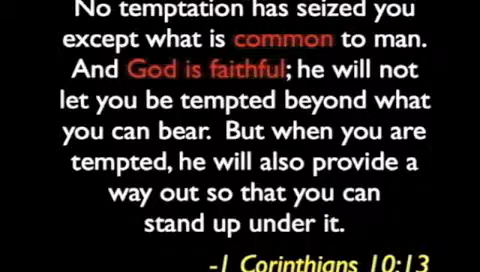 No temptation has seized you
except what is common to man.
And God is faithful; he will not
let you be tempted beyond what
you can bear. But when you are
tempted, he will also provide a
way out so that you can
stand up under it.
-1 Corinthians 10:13